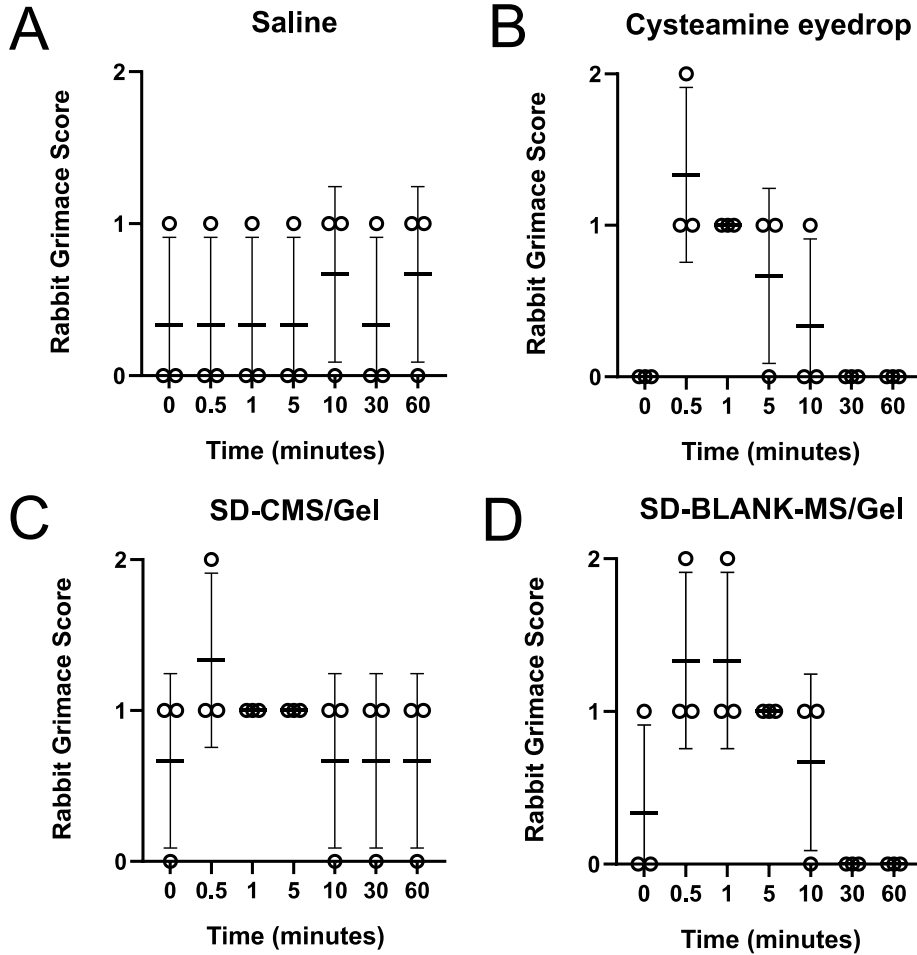 A
Saline
Rabbit Grimace Score
2
1
0
0 0.5 1 5 10 30 60
Time (minutes)
B
Cysteamine eyedrop
Rabbit Grimace Score
2
1
0
0 0.5 1 5 10 30 60
Time (minutes)
C
SD-CMS/Gel
Rabbit Grimace Score
2
1
0
0 0.5 1 5 10 30 60
Time (minutes)
D
SD-BLANK-MS/Gel
Rabbit Grimace Score
2
1
0
0 0.5 1 5 10 30 60
Time (minutes)